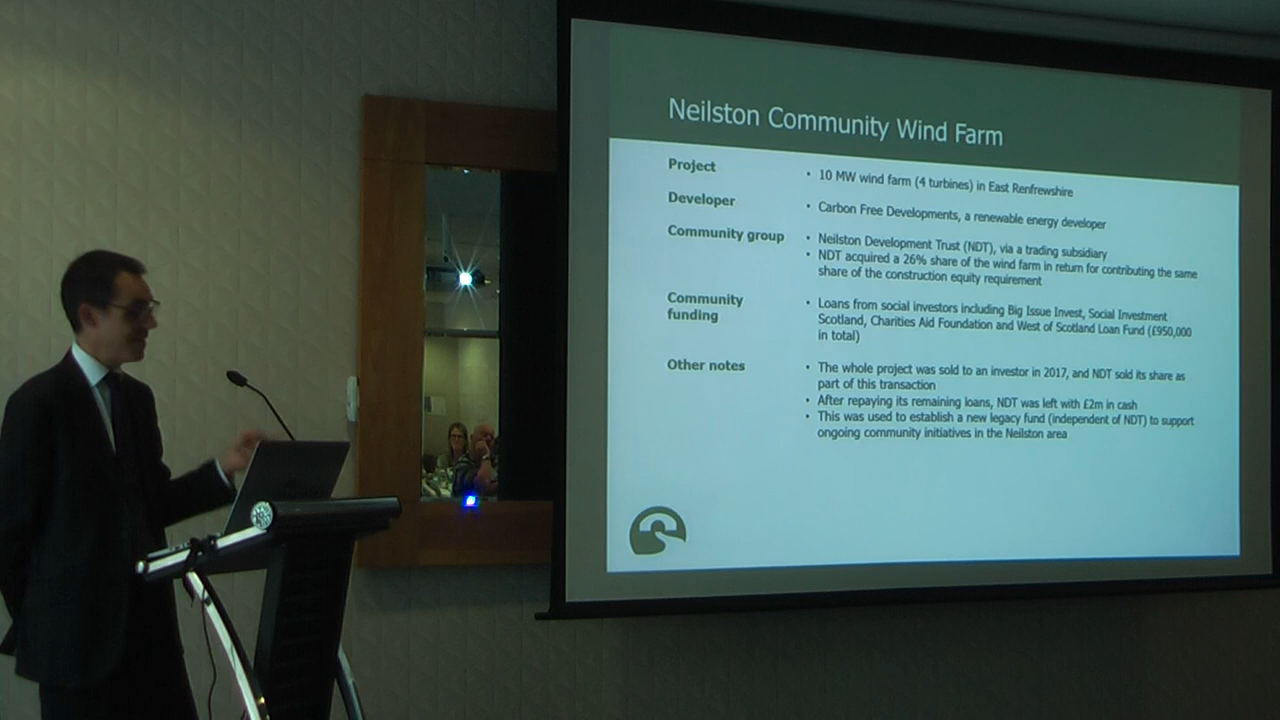 Neilston Community Wind Farm
Project
• 10 MW wind farm (4 turbines) in East Renfrewshire
Developer
• Carbon Free Developments, a renewable energy developer
Community group
• Neilston Development Trust (NDT), via a trading subsidiary
• NDT acquired a 26% share of the wind farm in return for contributing the same
share of the construction equity requirement
Community
funding
• Loans from social investors including Big Issue Invest, Social Investment
Scotland, Charities Aid Foundation and West of Scotland Loan Fund (£950,000
in total)
Other notes
• The whole project was sold to an investor in 2017, and NDT sold its share as
part of this transaction
• After repaying its remaining loans, NDT was left with £2m in cash
• This was used to establish a new legacy fund (independent of NDT) to support
ongoing community initiatives in the Neilston area